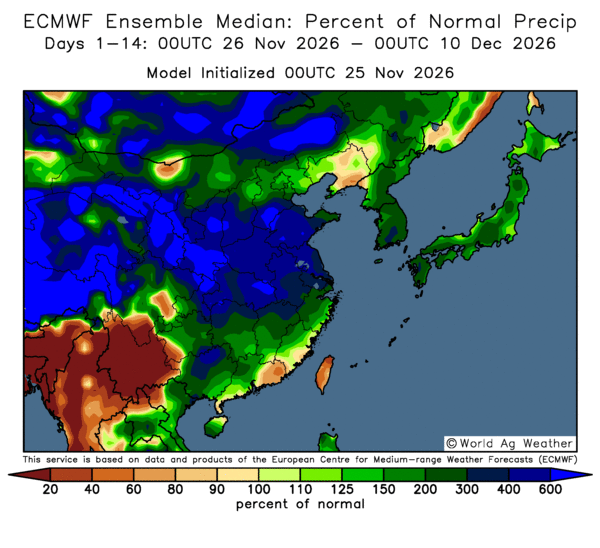 ECMWF Ensemble Median: Percent of Normal Precip
Days 1-14: 00UTC 26 Nov 2026 - 00UTC 10 Dec 2026
Model Initialized 00UTC 25 Nov 2026
©World Ag Weather
This service is based on data and products of the European Centre for Medium-range Weather Forecasts (ECMWF)
20 40 60 80 90 100 110 125 150 200 300 400 600
percent of normal